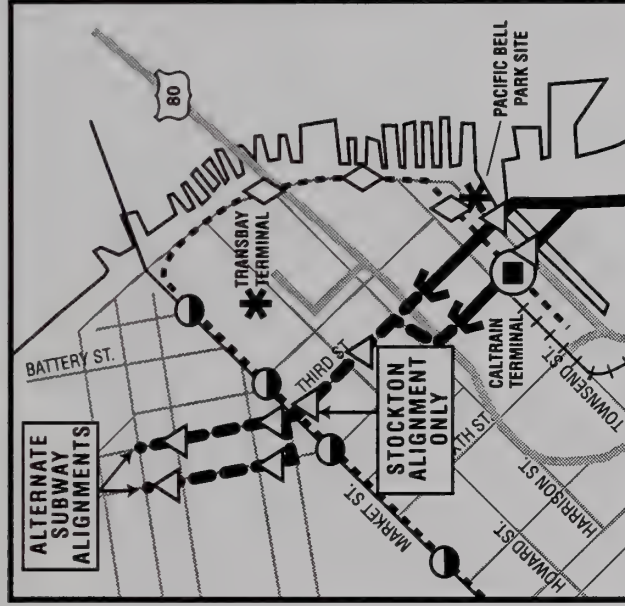 ALTERNATE
SUBWAY
ALIGNMENTS
BATTERY ST.
80
TRANSBAY
TERMINAL
PACIFIC BELL
PARK SITE
THIRD ST.
STOCKTON
ALIGNMENT
ONLY
CALTRAIN
TERMINAL
MARKET ST.
TOWNSEND ST.
HARRISON ST.
HOWARD ST.